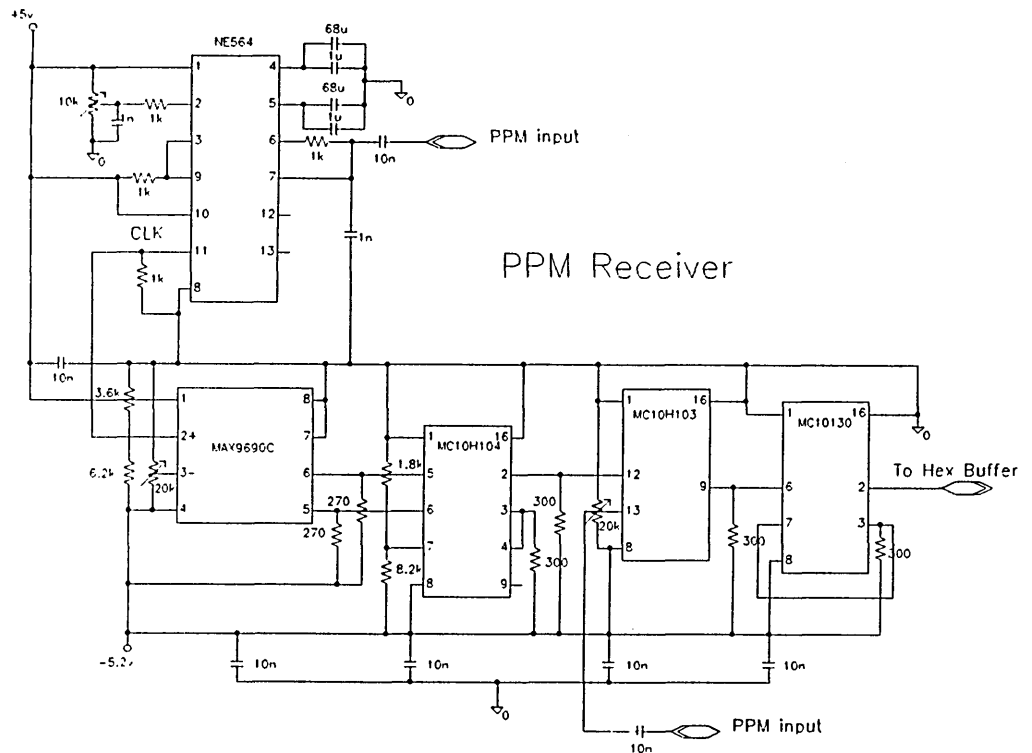 +5v
NE564
68u
1u
68u
1u
0
10k
1n
1k
1
2
3
9
10
11
8
4
5
6
7
12
13
1k
10n
PPM input
1k
CLK
1k
1n
PPM Receiver
10n
3.6k
6.2k
20k
MAX9690C
1
2+
3-
4
8
7
6
5
270
270
1.8k
8.2k
MC10H104
1
5
6
7
8
16
2
3
4
9
300
300
20k
MC10H103
1
12
13
8
16
9
300
MC10130
1
6
7
8
16
2
3
0
To Hex Buffer
-5.2v
10n
10n
10n
10n
0
PPM input
10n